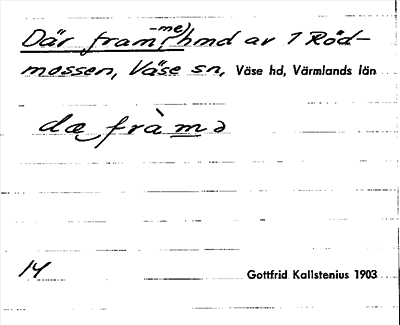 Där fram(-me) hmd av 1 Röd-
mossen, Väse sn, Väse hd, Värmlands län
dæ fràmə
14
Gottfrid Kallstenius 1903